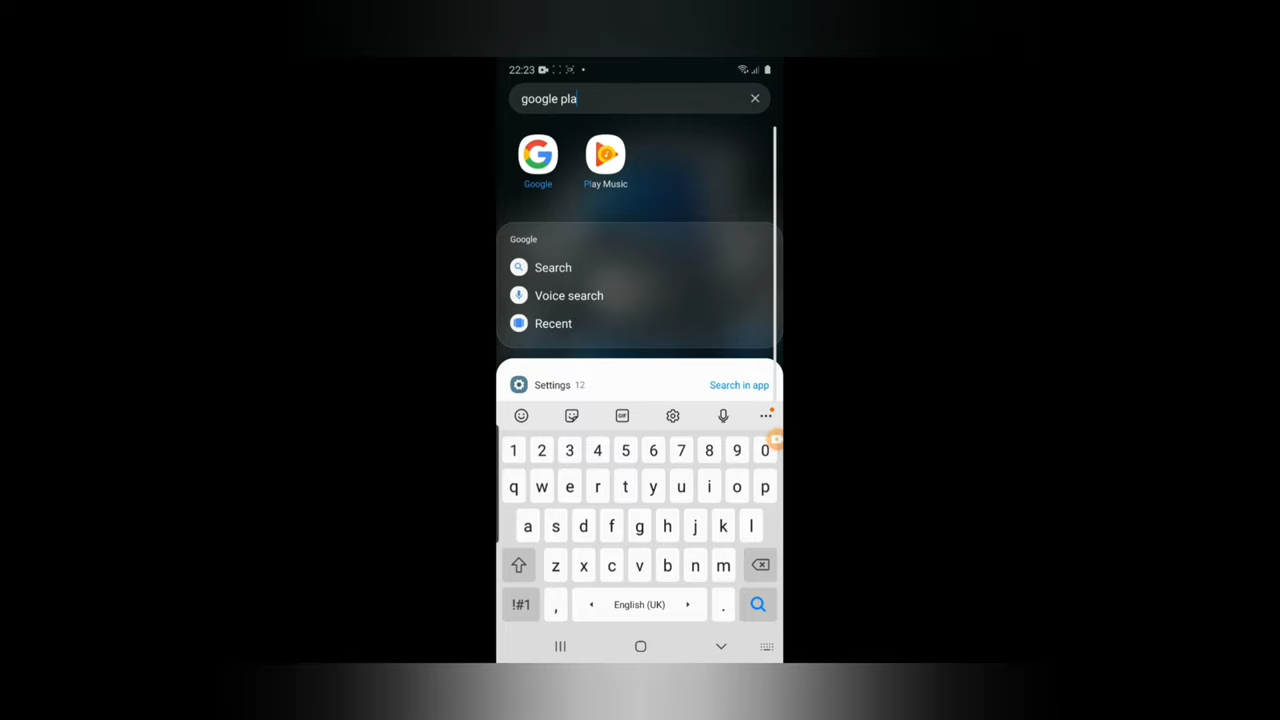 22:23
google pla
Google
Play Music
Google
Search
Voice search
Recent
Settings 12
Search in app
GIF
1 2 3 4 5 6 7 8 9 0
q w e r t y u i o p
a s d f g h j k l
z x c v b n m
!#1 , English (UK) .